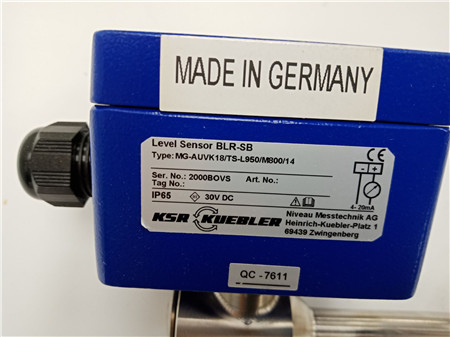 MADE IN GERMANY
Level Sensor BLR-SB
Type: MG-AUVK18/TS-L950/M800/14
Ser. No.: 2000BOVS Art.No.:
Tag No.:
IP65 30V DC
- +
4- 20mA
CE
KSR KUEBLER
Niveau Messtechnik AG
Heinrich-Kuebler-Platz 1
69439 Zwingenberg
QC - 7611